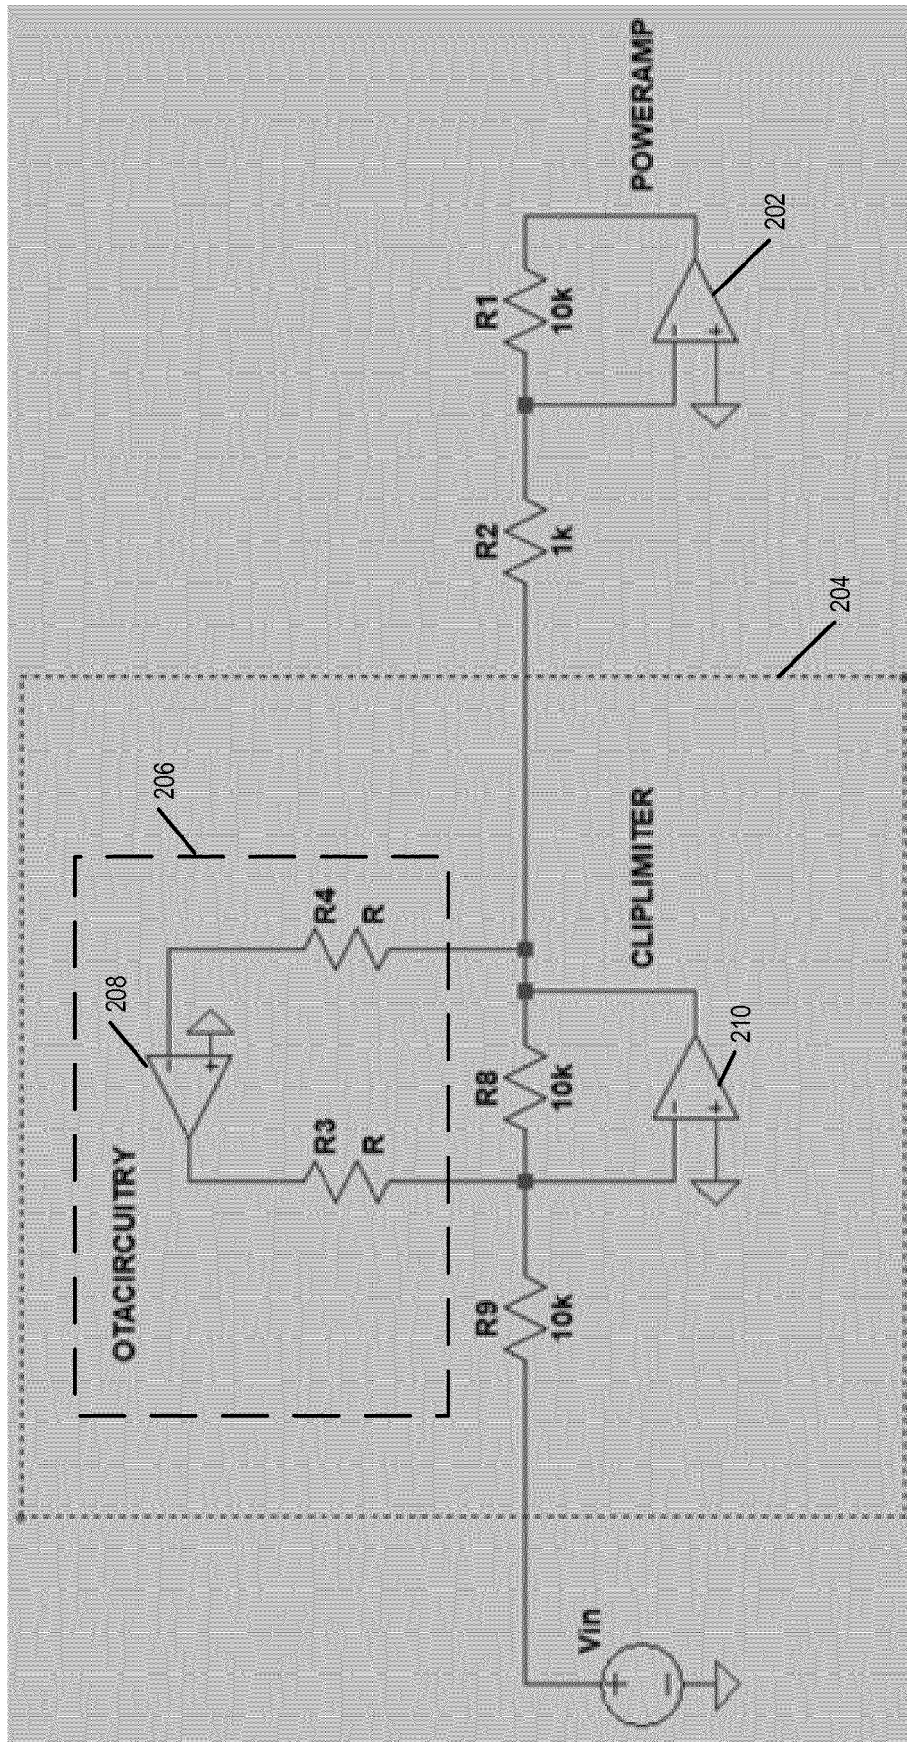 OTACIRCUITRY
208
206
R3
R
R4
R
204
Vin
R9
10k
R8
10k
R2
1k
R1
10k
210
CLIPLIMITER
202
POWERAMP